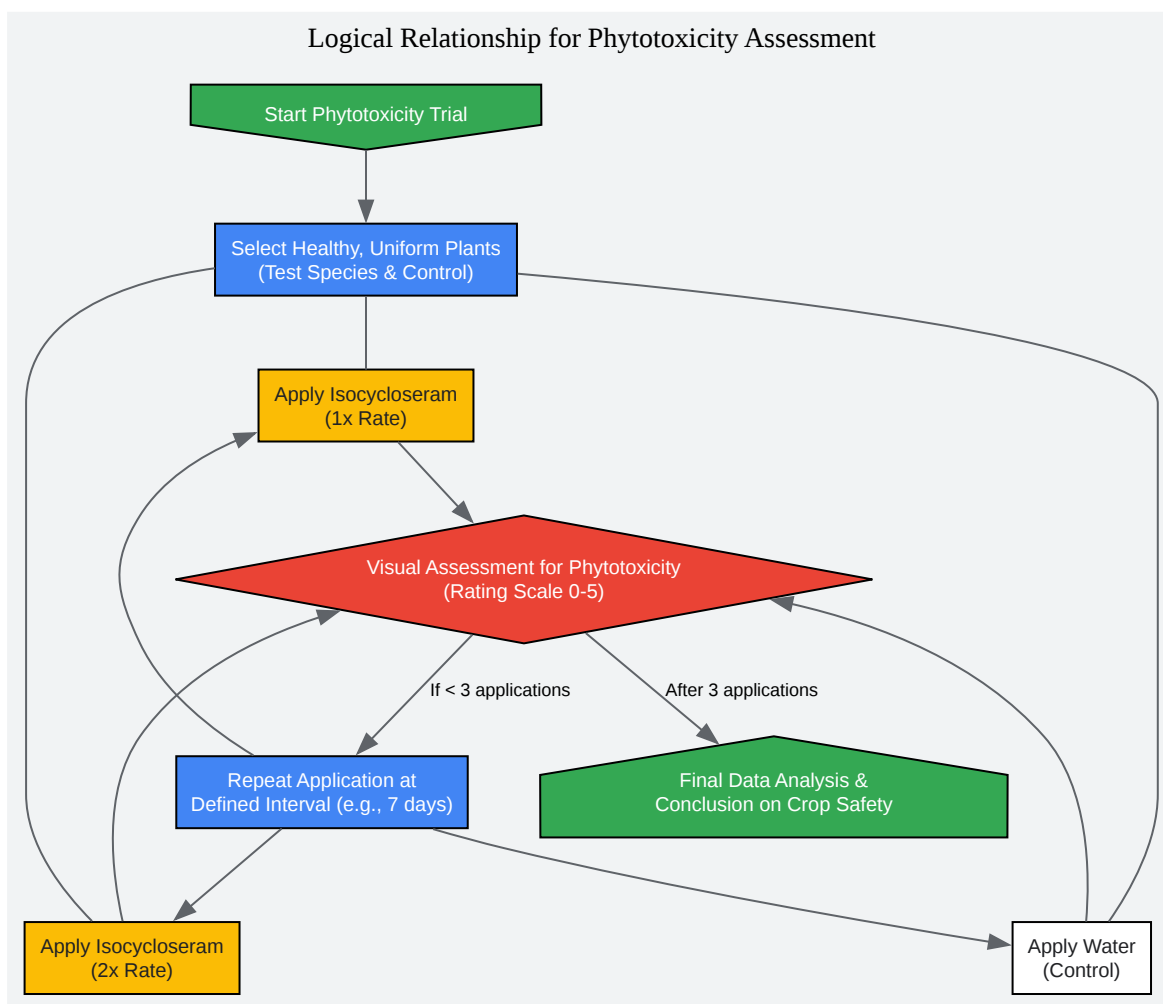 Logical Relationship for Phytotoxicity Assessment
Start Phytotoxicity Trial
Select Healthy, Uniform Plants
(Test Species & Control)
Apply Isocycloseram
(1x Rate)
Visual Assessment for Phytotoxicity
(Rating Scale 0-5)
If < 3 applications
After 3 applications
Repeat Application at
Defined Interval (e.g., 7 days)
Final Data Analysis &
Conclusion on Crop Safety
Apply Isocycloseram
(2x Rate)
Apply Water
(Control)